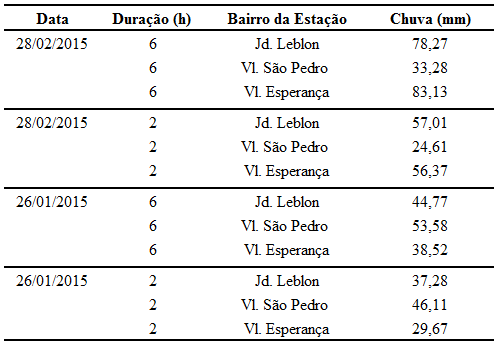 Data Duração (h) Bairro da Estação Chuva (mm)
28/02/2015 6 Jd. Leblon 78,27
6 Vl. São Pedro 33,28
6 Vl. Esperança 83,13
28/02/2015 2 Jd. Leblon 57,01
2 Vl. São Pedro 24,61
2 Vl. Esperança 56,37
26/01/2015 6 Jd. Leblon 44,77
6 Vl. São Pedro 53,58
6 Vl. Esperança 38,52
26/01/2015 2 Jd. Leblon 37,28
2 Vl. São Pedro 46,11
2 Vl. Esperança 29,67